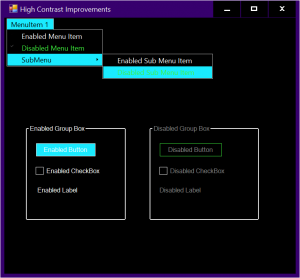 High Contrast Improvements
MenuItem 1
Enabled Menu Item
Disabled Menu Item
SubMenu
Enabled Sub Menu Item
Enabled Group Box
Disabled Group Box
Enabled Button
Disabled Button
Enabled CheckBox
Disabled CheckBox
Enabled Label
Disabled Label